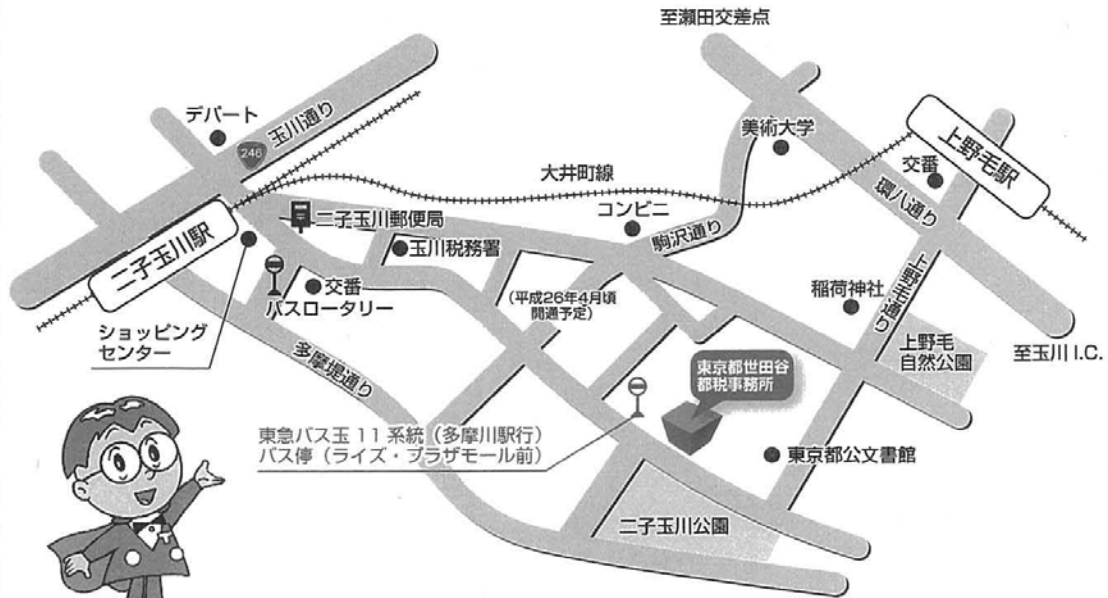 至瀬田交差点
デパート
246
玉川通り
美術大学
上野毛駅
交番
大井町線
環八通り
コンビニ
二子玉川郵便局
駒沢通り
二子玉川駅
玉川税務署
上野毛通り
交番
バスロータリー
(平成26年4月頃
開通予定)
稲荷神社
ショッピング
センター
多摩堤通り
上野毛
自然公園
至玉川 I.C.
東京都世田谷
都税事務所
東急バス玉 11 系統 (多摩川駅行)
バス停 (ライズ・プラザモール前)
東京都公文書館
二子玉川公園